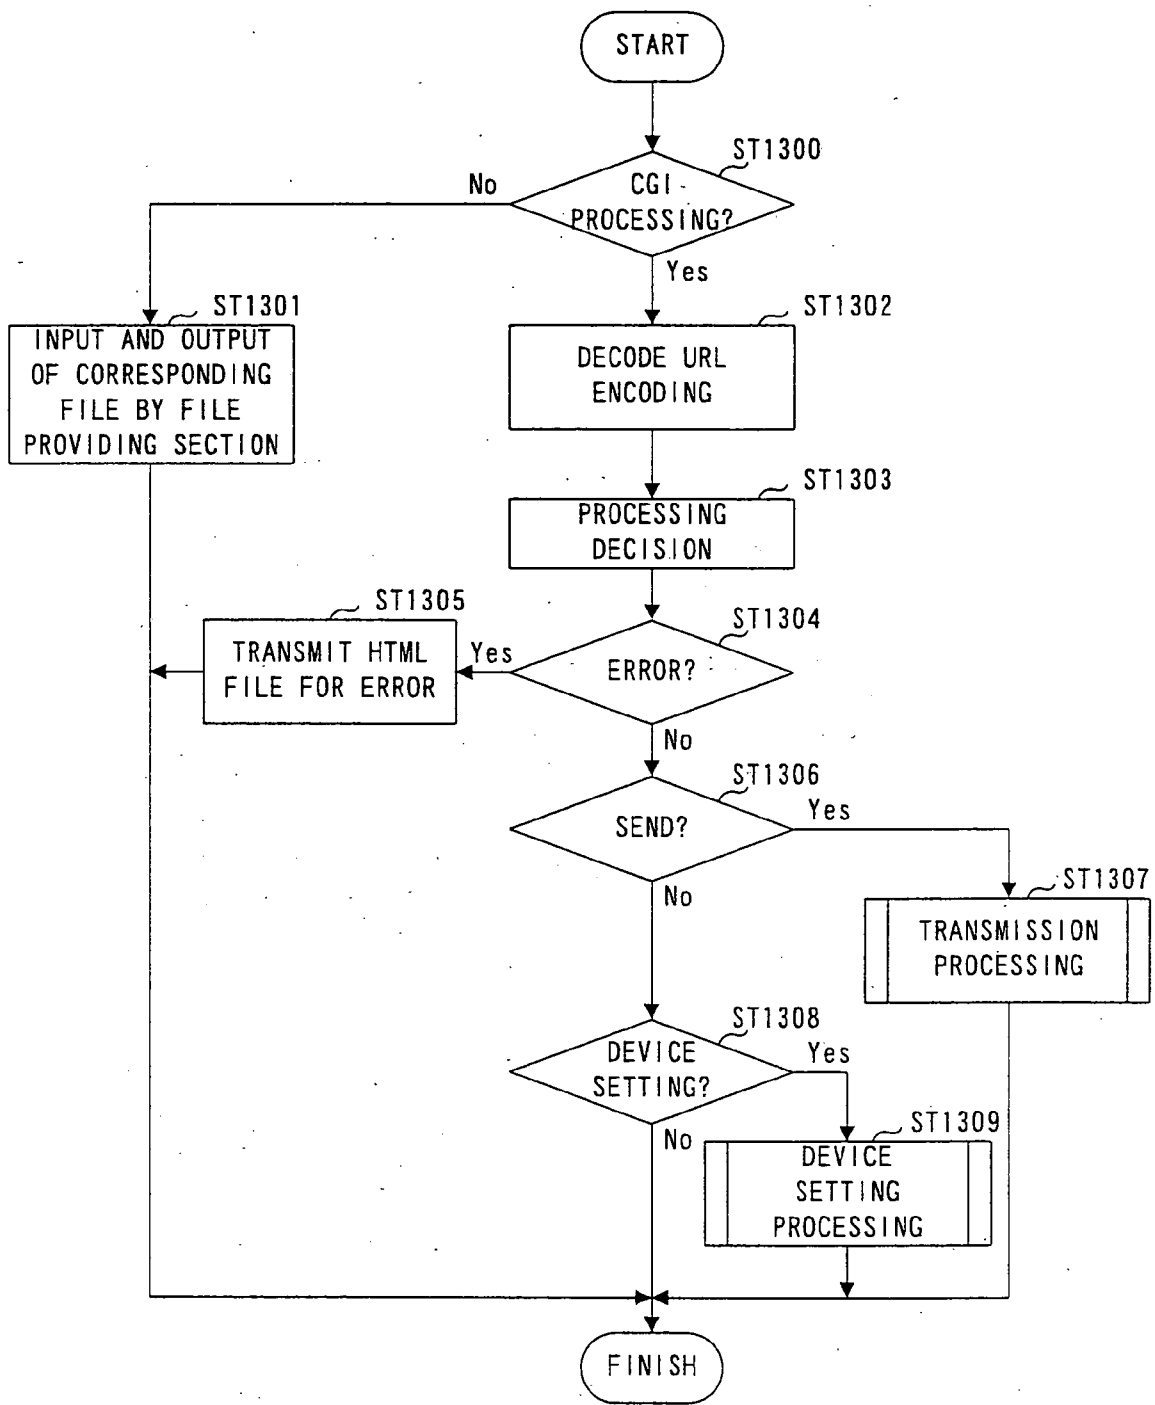 START
ST1300
No
CGI
PROCESSING?
Yes
ST1301
INPUT AND OUTPUT
OF CORRESPONDING
FILE BY FILE
PROVIDING SECTION
ST1302
DECODE URL
ENCODING
ST1303
PROCESSING
DECISION
ST1305
TRANSMIT HTML
FILE FOR ERROR
Yes
ST1304
ERROR?
No
ST1306
SEND?
Yes
No
ST1307
TRANSMISSION
PROCESSING
ST1308
DEVICE
SETTING?
Yes
No
ST1309
DEVICE
SETTING
PROCESSING
FINISH